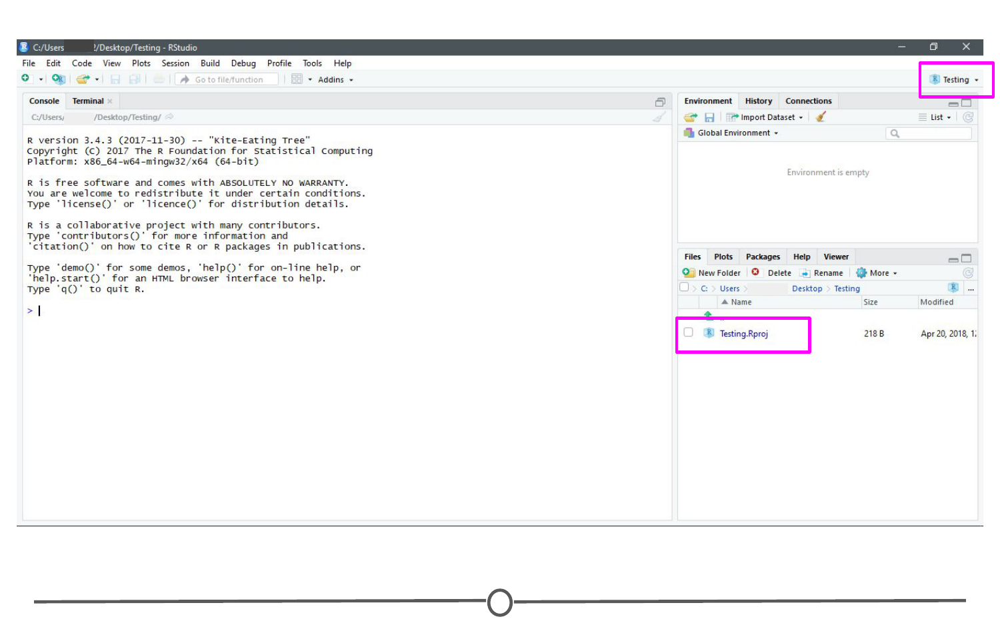 C:/Users 2/Desktop/Testing - RStudio
File Edit Code View Plots Session Build Debug Profile Tools Help
Go to file/function Addins
Testing
Console Terminal
C:/Users/ /Desktop/Testing/
R version 3.4.3 (2017-11-30) -- "Kite-Eating Tree"
Copyright (C) 2017 The R Foundation for Statistical Computing
Platform: x86_64-w64-mingw32/x64 (64-bit)
R is free software and comes with ABSOLUTELY NO WARRANTY.
You are welcome to redistribute it under certain conditions.
Type 'license()' or 'licence()' for distribution details.
R is a collaborative project with many contributors.
Type 'contributors()' for more information and
'citation()' on how to cite R or R packages in publications.
Type 'demo()' for some demos, 'help()' for on-line help, or
'help.start()' for an HTML browser interface to help.
Type 'q()' to quit R.
>
Environment History Connections
Import Dataset List
Global Environment
Environment is empty
Files Plots Packages Help Viewer
New Folder Delete Rename More
C: > Users > Desktop > Testing ...
Name Size Modified
..
Testing.Rproj 218 B Apr 20, 2018, 1